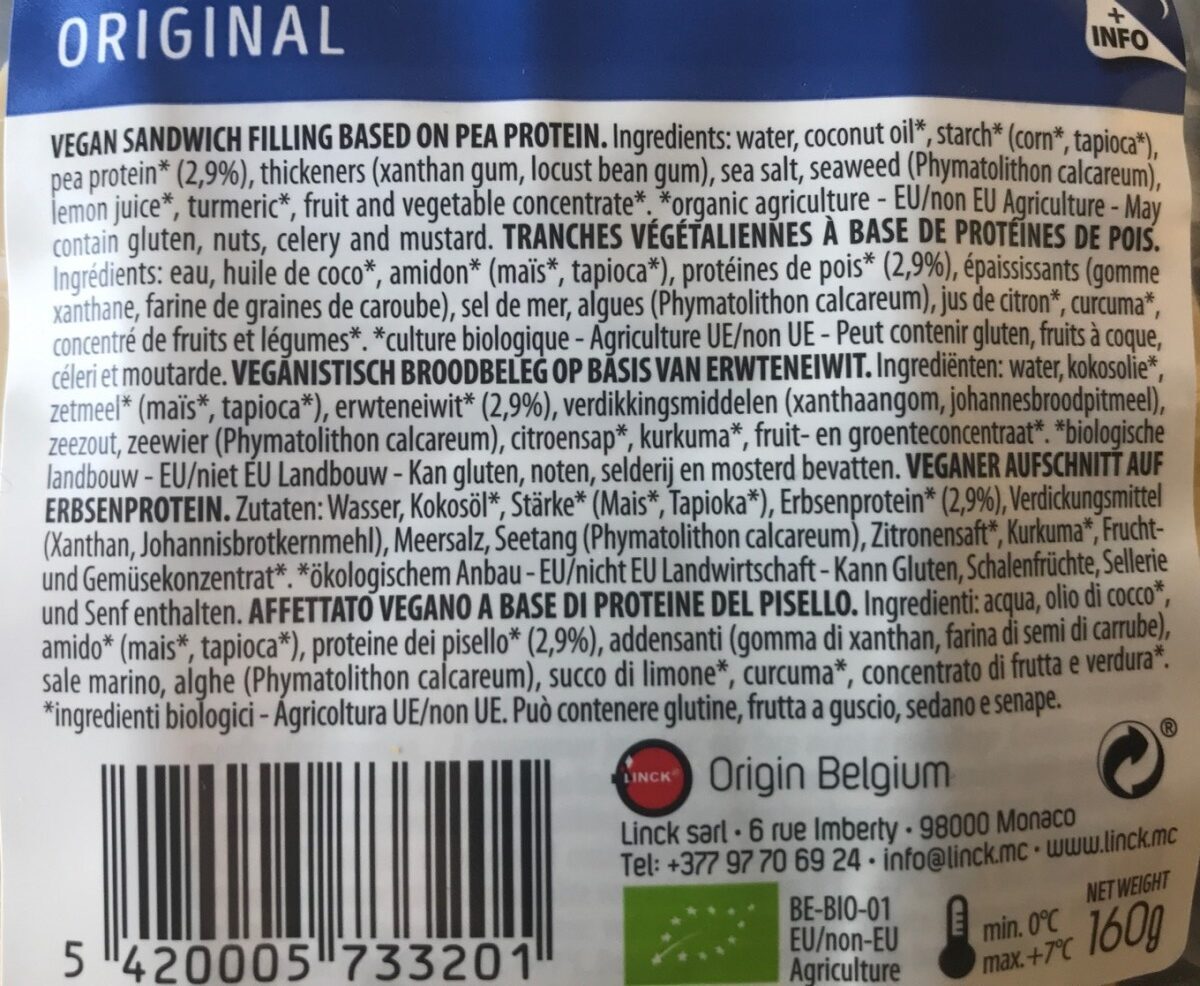 ORIGINAL
+
INFO
VEGAN SANDWICH FILLING BASED ON PEA PROTEIN. Ingredients: water, coconut oil*, starch* (corn*, tapioca*),
pea protein* (2,9%), thickeners (xanthan gum, locust bean gum), sea salt, seaweed (Phymatolithon calcareum),
lemon juice*, turmeric*, fruit and vegetable concentrate*. *organic agriculture - EU/non EU Agriculture - May
contain gluten, nuts, celery and mustard. TRANCHES VÉGÉTALIENNES À BASE DE PROTÉINES DE POIS.
Ingrédients: eau, huile de coco*, amidon* (maïs*, tapioca*), protéines de pois* (2,9%), épaississants (gomme
xanthane, farine de graines de caroube), sel de mer, algues (Phymatolithon calcareum), jus de citron*, curcuma*,
concentré de fruits et légumes*. *culture biologique - Agriculture UE/non UE - Peut contenir gluten, fruits à coque,
céleri et moutarde. VEGANISTISCH BROODBELEG OP BASIS VAN ERWTENEIWIT. Ingrediënten: water, kokosolie*,
zetmeel* (maïs*, tapioca*), erwteneiwit* (2,9%), verdikkingsmiddelen (xanthaangom, johannesbroodpitmeel),
zeezout, zeewier (Phymatolithon calcareum), citroensap*, kurkuma*, fruit- en groenteconcentraat*. *biologische
landbouw - EU/niet EU Landbouw - Kan gluten, noten, selderij en mosterd bevatten. VEGANER AUFSCHNITT AUF
ERBSENPROTEIN. Zutaten: Wasser, Kokosöl*, Stärke* (Mais*, Tapioka*), Erbsenprotein* (2,9%), Verdickungsmittel
(Xanthan, Johannisbrotkernmehl), Meersalz, Seetang (Phymatolithon calcareum), Zitronensaft*, Kurkuma*, Frucht-
und Gemüsekonzentrat*. *ökologischem Anbau - EU/nicht EU Landwirtschaft - Kann Gluten, Schalenfrüchte, Sellerie
und Senf enthalten. AFFETTATO VEGANO A BASE DI PROTEINE DEL PISELLO. Ingredienti: acqua, olio di cocco*,
amido* (mais*, tapioca*), proteine dei pisello* (2,9%), addensanti (gomma di xanthan, farina di semi di carrube),
sale marino, alghe (Phymatolithon calcareum), succo di limone*, curcuma*, concentrato di frutta e verdura*.
*ingredienti biologici - Agricoltura UE/non UE. Può contenere glutine, frutta a guscio, sedano e senape.
LINCK® Origin Belgium ®
Linck sarl • 6 rue Imberty • 98000 Monaco
Tel: +377 97 70 69 24 • info@linck.mc • www.linck.mc
BE-BIO-01
EU/non-EU
Agriculture
min. 0°C
max.+7°C
NET WEIGHT
160g
5 420005 733201